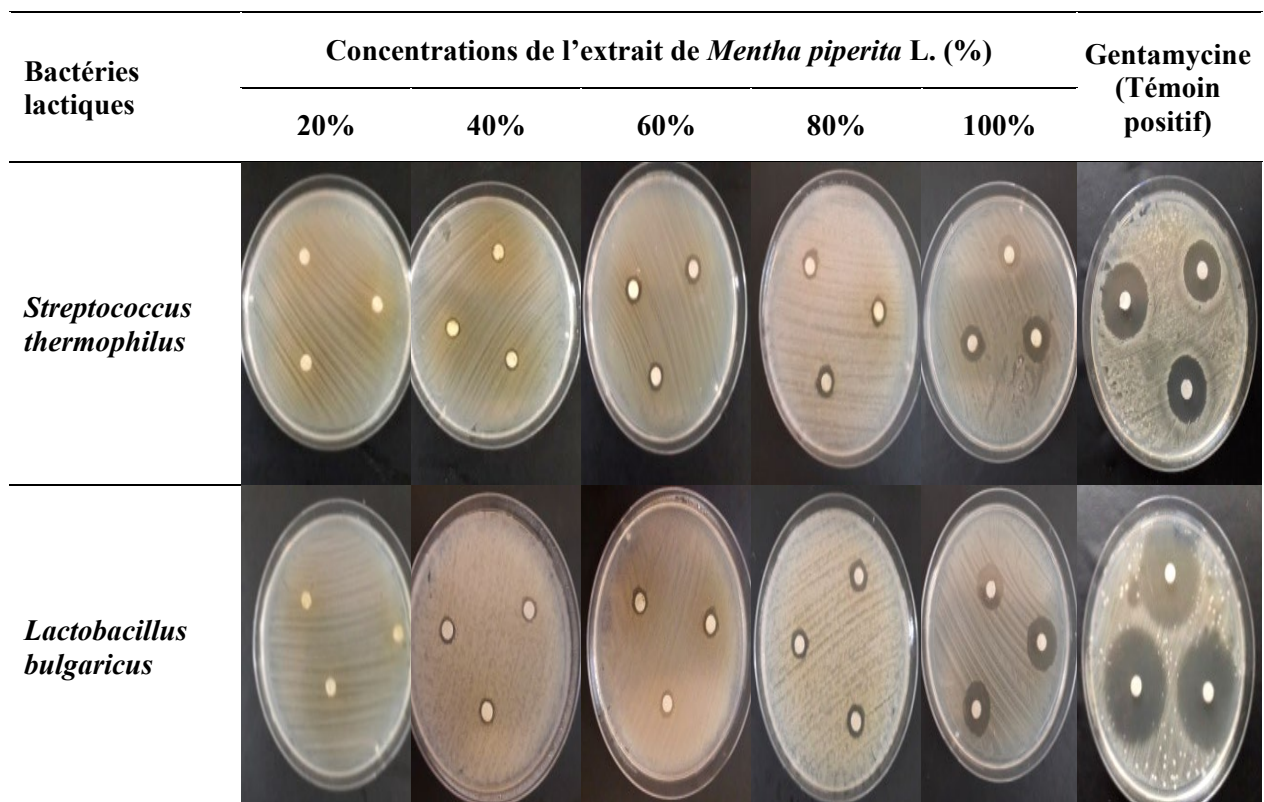 Bactéries
lactiques
Concentrations de l’extrait de Mentha piperita L. (%)
Gentamycine
(Témoin
positif)
20%
40%
60%
80%
100%
Streptococcus
thermophilus
Lactobacillus
bulgaricus